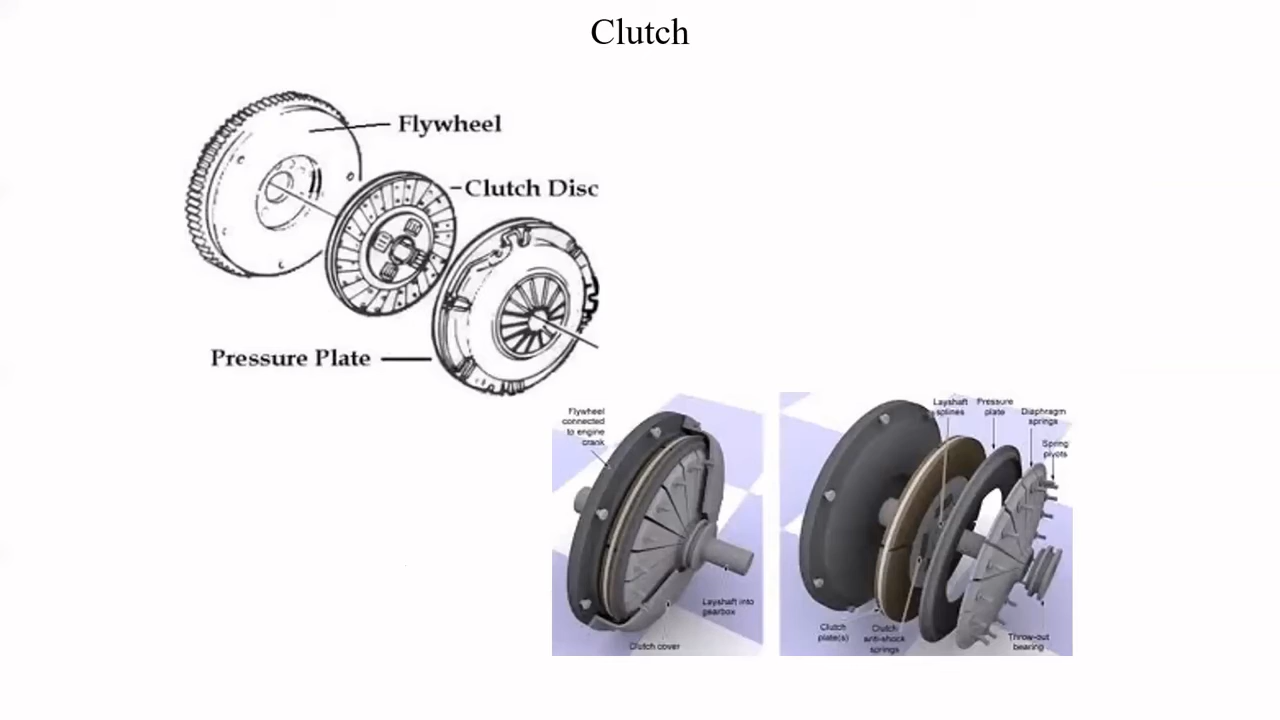 Clutch
Flywheel
Clutch Disc
Pressure Plate
Flywheel
connected
to engine
crank
Layshaft into
gearbox
Clutch cover
Layshaft
splines
Pressure
plate
Diaphragm
springs
Spring
pivots
Clutch
plate(s)
Clutch
anti-shock
springs
Throw-out
bearing